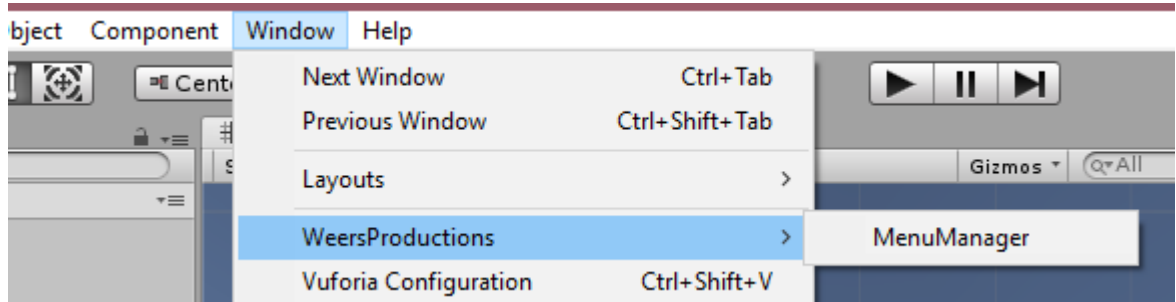 bject Component Window Help
Cente
Next Window Ctrl+Tab
Previous Window Ctrl+Shift+Tab
Layouts
Gizmos All
WeersProductions MenuManager
Vuforia Configuration Ctrl+Shift+V